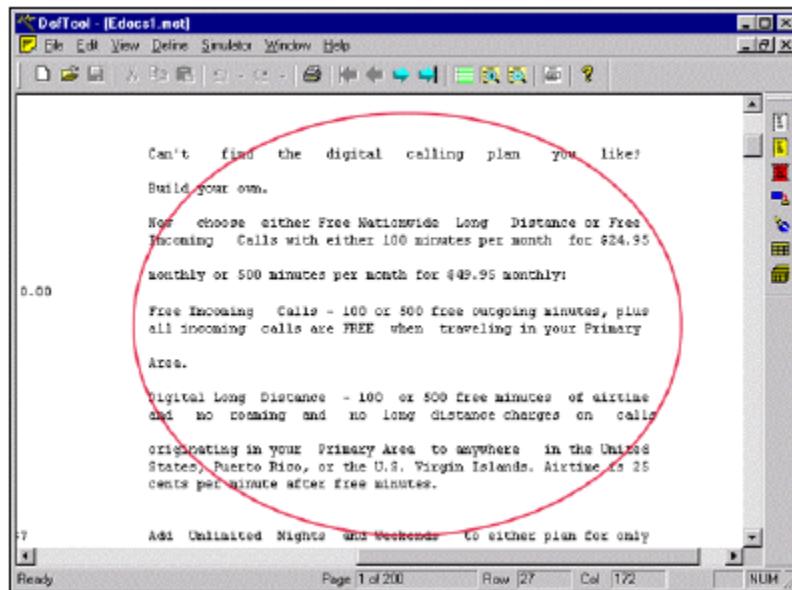 DefTool - [Edocs1.mot]
File Edit View Define Simulator Window Help
Can't find the digital calling plan you like?
Build your own.
Now choose either Free Nationwide Long Distance or Free
Incoming Calls with either 100 minutes per month for $24.95
monthly or 500 minutes per month for $49.95 monthly:
0.00
Free Incoming Calls - 100 or 500 free outgoing minutes, plus
all incoming calls are FREE when traveling in your Primary
Area.
Digital Long Distance - 100 or 500 free minutes of airtime
and no roaming and no long distance charges on calls
originating in your Primary Area to anywhere in the United
States, Puerto Rico, or the U.S. Virgin Islands. Airtime is 25
cents per minute after free minutes.
Add Unlimited Nights and Weekends to either plan for only
Ready Page 1 of 200 Row 27 Col 172 NUM